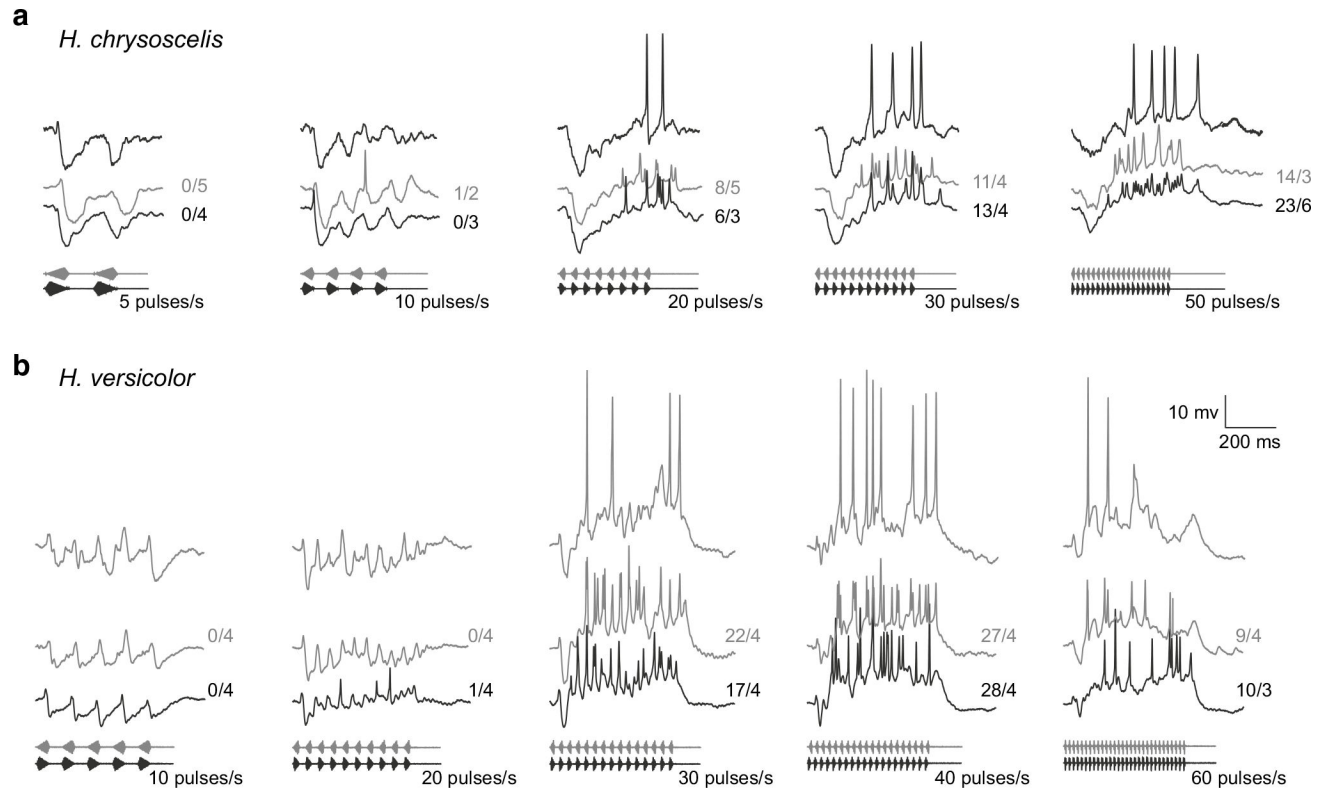 a
H. chrysoscelis
0/5
0/4
5 pulses/s
1/2
0/3
10 pulses/s
8/5
6/3
20 pulses/s
11/4
13/4
30 pulses/s
14/3
23/6
50 pulses/s
b
H. versicolor
10 mv
200 ms
0/4
0/4
10 pulses/s
0/4
1/4
20 pulses/s
22/4
17/4
30 pulses/s
27/4
28/4
40 pulses/s
9/4
10/3
60 pulses/s